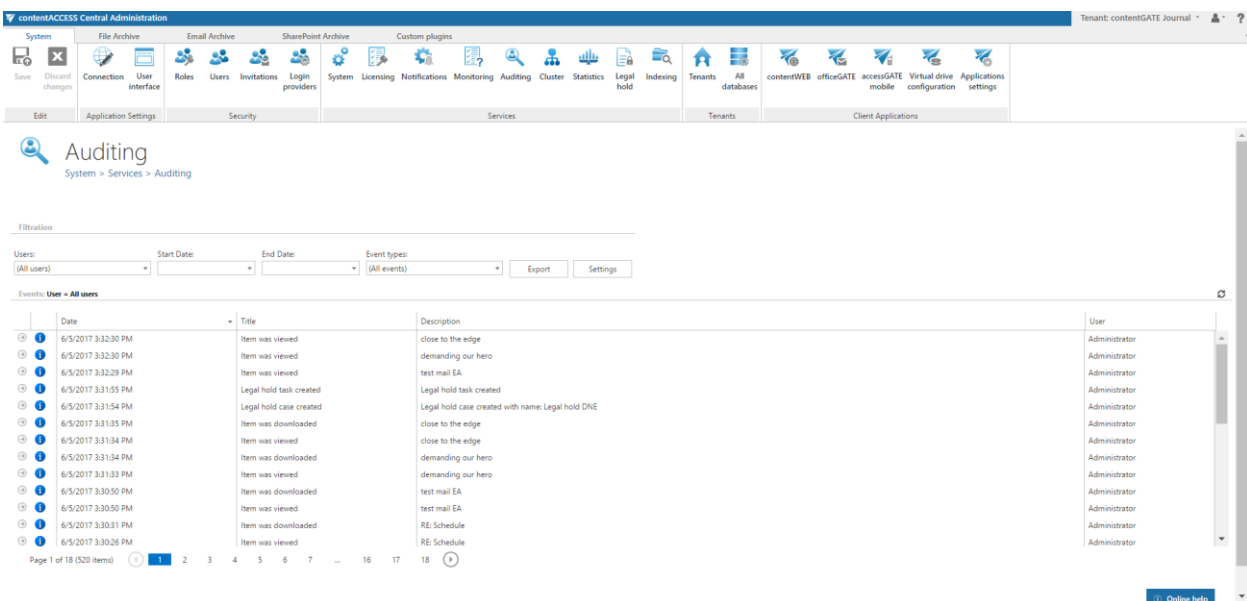 contentACCESS Central Administration Tenant: contentGATE Journal ?
System File Archive Email Archive SharePoint Archive Custom plugins
Save Discard changes Connection User interface Roles Users Invitations Login providers System Licensing Notifications Monitoring Auditing Cluster Statistics Legal hold Indexing Tenants All databases contentWEB officeGATE accessGATE mobile Virtual drive configuration Applications settings
Edit Application Settings Security Services Tenants Client Applications
Auditing
System > Services > Auditing
Filtration
Users: Start Date: End Date: Event types:
(All users) (All events) Export Settings
Events: User = All users
Date Title Description User
6/5/2017 3:32:30 PM Item was viewed close to the edge Administrator
6/5/2017 3:32:30 PM Item was viewed demanding our hero Administrator
6/5/2017 3:32:29 PM Item was viewed test mail EA Administrator
6/5/2017 3:31:55 PM Legal hold task created Legal hold task created Administrator
6/5/2017 3:31:54 PM Legal hold case created Legal hold case created with name: Legal hold DNE Administrator
6/5/2017 3:31:35 PM Item was downloaded close to the edge Administrator
6/5/2017 3:31:34 PM Item was viewed close to the edge Administrator
6/5/2017 3:31:34 PM Item was downloaded demanding our hero Administrator
6/5/2017 3:31:33 PM Item was viewed demanding our hero Administrator
6/5/2017 3:30:50 PM Item was downloaded test mail EA Administrator
6/5/2017 3:30:50 PM Item was viewed test mail EA Administrator
6/5/2017 3:30:31 PM Item was downloaded RE: Schedule Administrator
6/5/2017 3:30:26 PM Item was viewed RE: Schedule Administrator
Page 1 of 18 (520 items) 1 2 3 4 5 6 7 ... 16 17 18
Online help